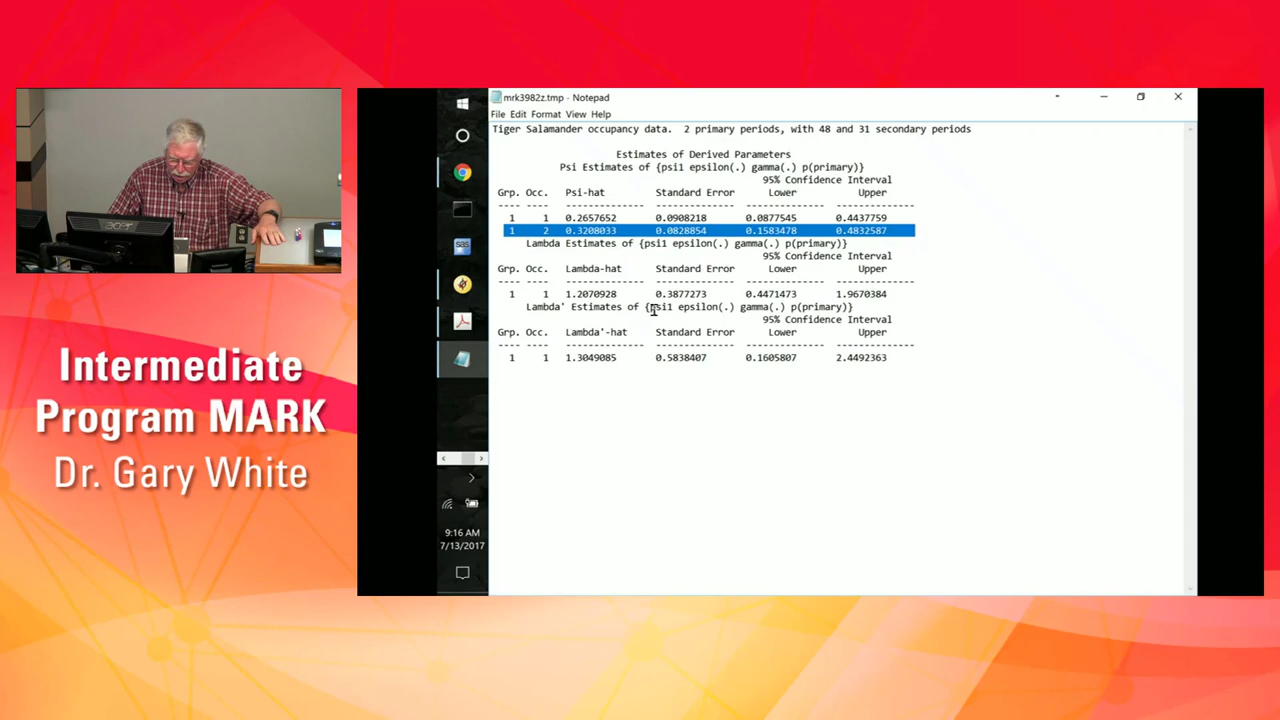 mrk3982z.tmp - Notepad
File Edit Format View Help
Tiger Salamander occupancy data. 2 primary periods, with 48 and 31 secondary periods
Estimates of Derived Parameters
Psi Estimates of {psi1 epsilon(.) gamma(.) p(primary)}
95% Confidence Interval
Grp. Occ. Psi-hat Standard Error Lower Upper
---- ---- -------------- -------------- -------------- --------------
1 1 0.2657652 0.0908218 0.0877545 0.4437759
1 2 0.3208033 0.0828854 0.1583478 0.4832587
Lambda Estimates of {psi1 epsilon(.) gamma(.) p(primary)}
95% Confidence Interval
Grp. Occ. Lambda-hat Standard Error Lower Upper
---- ---- -------------- -------------- -------------- --------------
1 1 1.2070928 0.3877273 0.4471473 1.9670384
Lambda' Estimates of {psi1 epsilon(.) gamma(.) p(primary)}
95% Confidence Interval
Grp. Occ. Lambda'-hat Standard Error Lower Upper
---- ---- -------------- -------------- -------------- --------------
1 1 1.3049085 0.5838407 0.1605807 2.4492363
sas
9:16 AM
7/13/2017
acer
Intermediate
Program MARK
Dr. Gary White